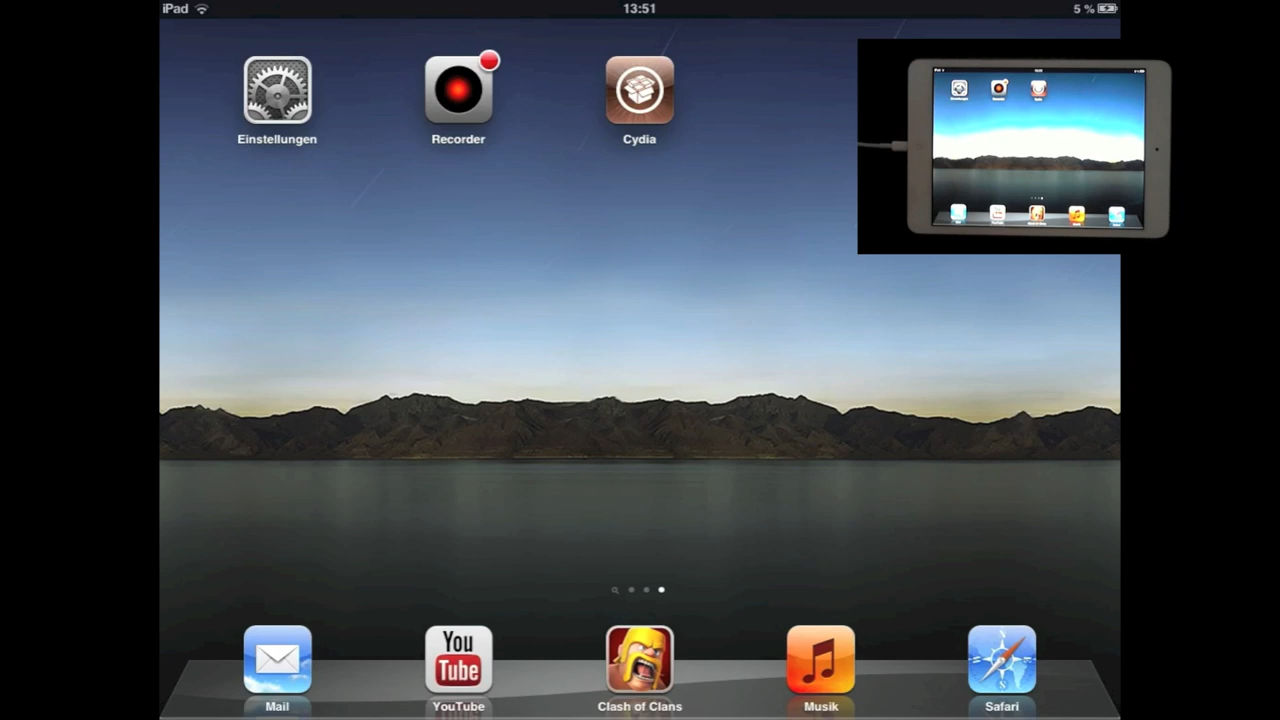 iPad 13:51 5 %
Einstellungen Recorder Cydia
You
Tube
Mail YouTube Clash of Clans Musik Safari